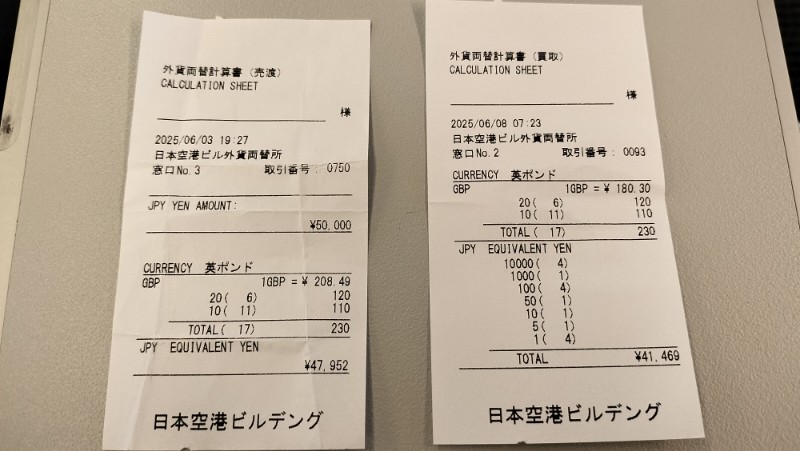 外貨両替計算書 (売渡)
CALCULATION SHEET
様
2025/06/03 19:27
日本空港ビル外貨両替所
窓口No.3 取引番号: 0750
JPY YEN AMOUNT:
¥50,000
CURRENCY 英ポンド
GBP 1GBP = ¥ 208.49
20( 6) 120
10( 11) 110
TOTAL( 17) 230
JPY EQUIVALENT YEN
¥47,952
日本空港ビルデング
外貨両替計算書 (買取)
CALCULATION SHEET
様
2025/06/08 07:23
日本空港ビル外貨両替所
窓口No.2 取引番号: 0093
CURRENCY 英ポンド
GBP 1GBP = ¥ 180.30
20( 6) 120
10( 11) 110
TOTAL( 17) 230
JPY EQUIVALENT YEN
10000( 4)
1000( 1)
100( 4)
50( 1)
10( 1)
5( 1)
1( 4)
TOTAL ¥41,469
日本空港ビルデング